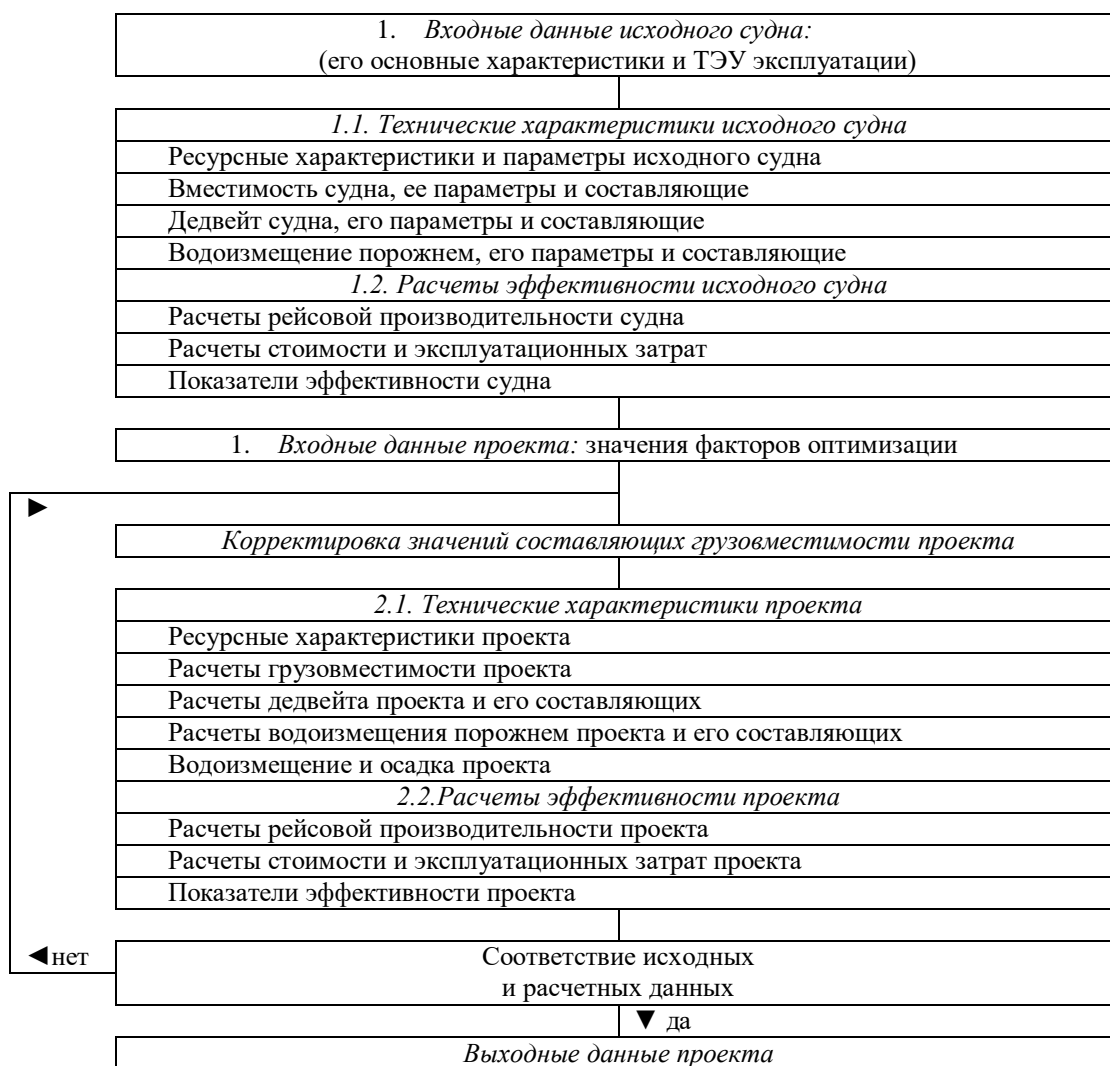 1. Входные данные исходного судна:
(его основные характеристики и ТЭУ эксплуатации)
1.1. Технические характеристики исходного судна
Ресурсные характеристики и параметры исходного судна
Вместимость судна, ее параметры и составляющие
Дедвейт судна, его параметры и составляющие
Водоизмещение порожнем, его параметры и составляющие
1.2. Расчеты эффективности исходного судна
Расчеты рейсовой производительности судна
Расчеты стоимости и эксплуатационных затрат
Показатели эффективности судна
1. Входные данные проекта: значения факторов оптимизации
►
Корректировка значений составляющих грузовместимости проекта
2.1. Технические характеристики проекта
Ресурсные характеристики проекта
Расчеты грузовместимости проекта
Расчеты дедвейта проекта и его составляющих
Расчеты водоизмещения порожнем проекта и его составляющих
Водоизмещение и осадка проекта
2.2.Расчеты эффективности проекта
Расчеты рейсовой производительности проекта
Расчеты стоимости и эксплуатационных затрат проекта
Показатели эффективности проекта
◄нет
Соответствие исходных
и расчетных данных
▼ да
Выходные данные проекта